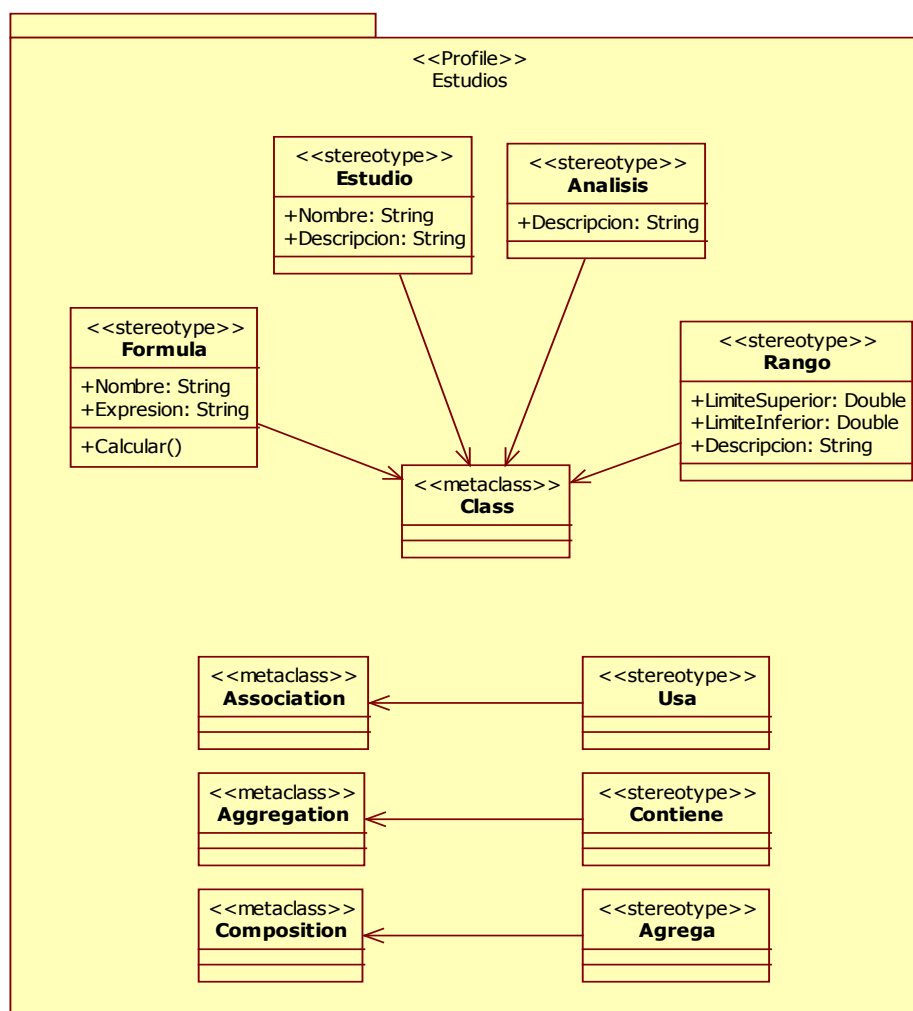 <<Profile>>
Estudios
<<stereotype>>
Estudio
+Nombre: String
+Descripcion: String
<<stereotype>>
Analisis
+Descripcion: String
<<stereotype>>
Formula
+Nombre: String
+Expresion: String
+Calcular()
<<stereotype>>
Rango
+LimiteSuperior: Double
+LimiteInferior: Double
+Descripcion: String
<<metaclass>>
Class
<<metaclass>>
Association
<<stereotype>>
Usa
<<metaclass>>
Aggregation
<<stereotype>>
Contiene
<<metaclass>>
Composition
<<stereotype>>
Agrega